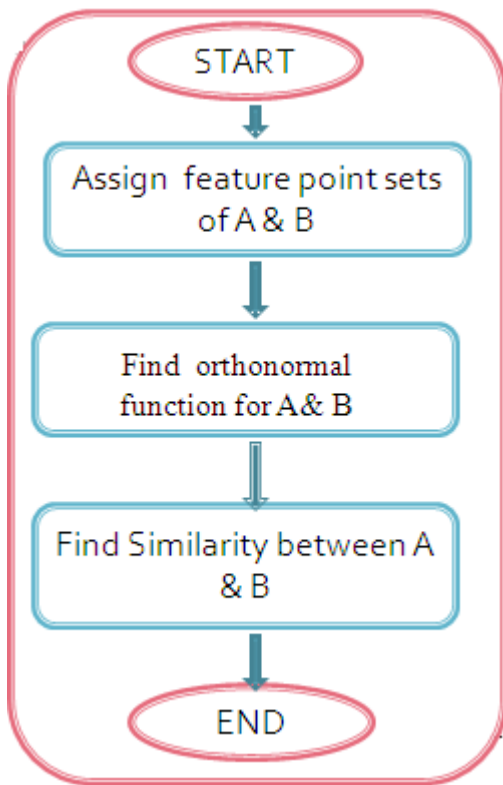 START
Assign feature point sets
of A & B
Find orthonormal
function for A& B
Find Similarity between A
& B
END